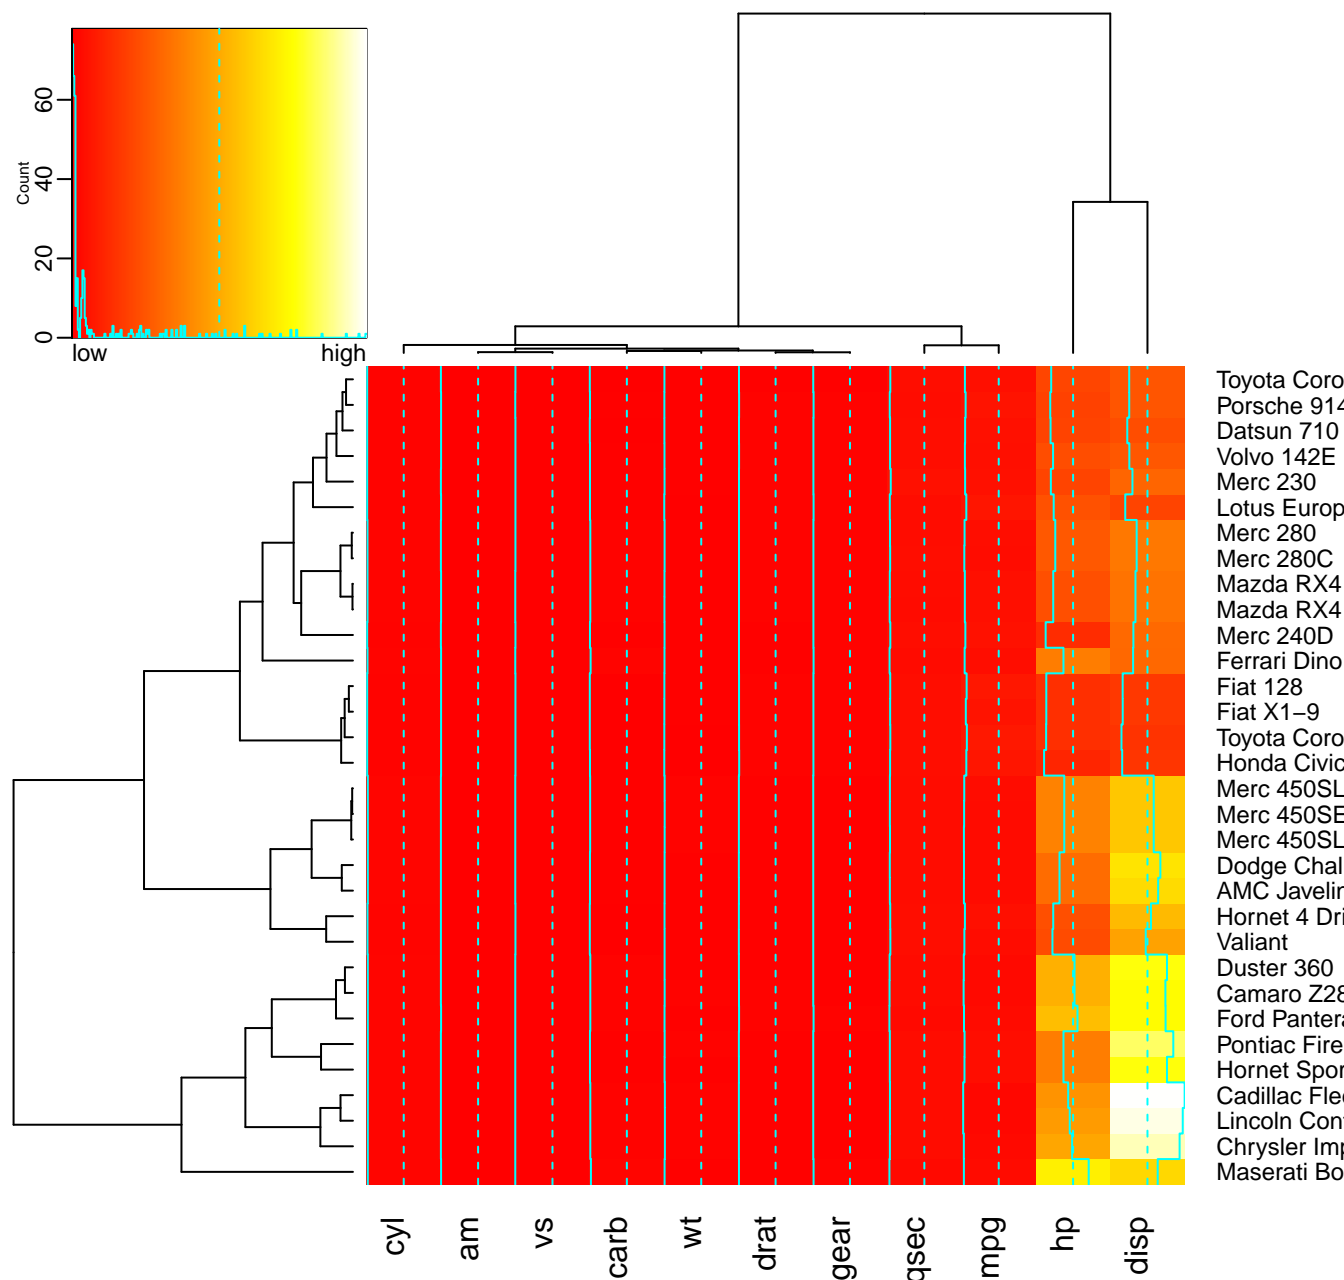 Count
0
20
40
60
low
high
Toyota Coro
Porsche 914
Datsun 710
Volvo 142E
Merc 230
Lotus Europ
Merc 280
Merc 280C
Mazda RX4
Mazda RX4
Merc 240D
Ferrari Dino
Fiat 128
Fiat X1−9
Toyota Coro
Honda Civic
Merc 450SL
Merc 450SE
Merc 450SL
Dodge Chal
AMC Javelin
Hornet 4 Dri
Valiant
Duster 360
Camaro Z28
Ford Pantera
Pontiac Fire
Hornet Spor
Cadillac Flee
Lincoln Cont
Chrysler Imp
Maserati Bo
cyl
am
vs
carb
wt
drat
gear
qsec
mpg
hp
disp